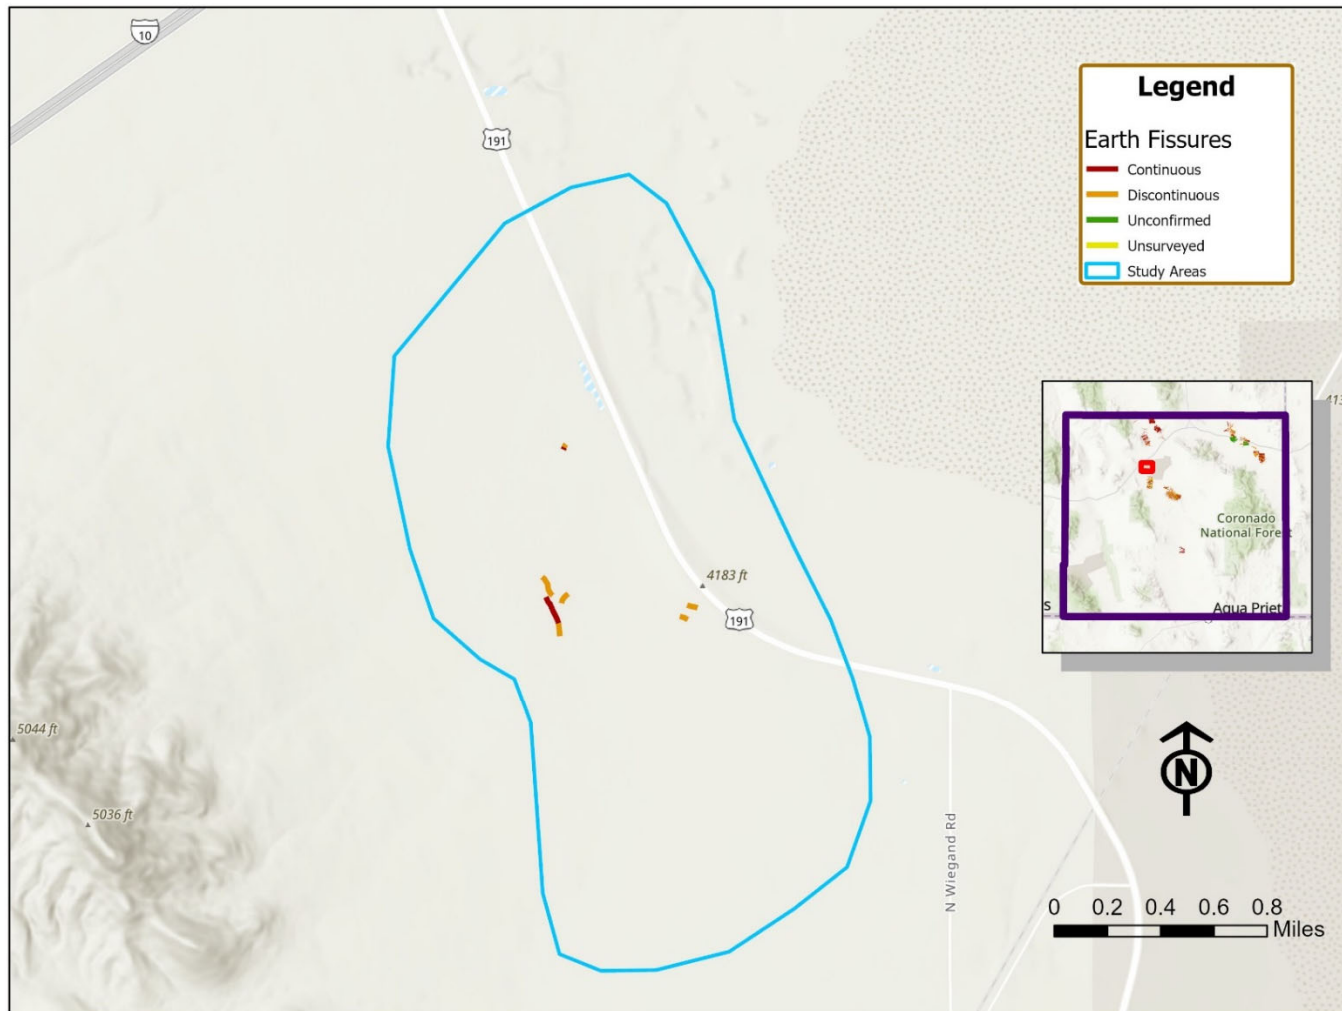 10
191
Legend
Earth Fissures
Continuous
Discontinuous
Unconfirmed
Unsurveyed
Study Areas
Coronado
National Forest
s
Agua Priet
4183 ft
191
5044 ft
5036 ft
N
N Wiegand Rd
0 0.2 0.4 0.6 0.8
Miles